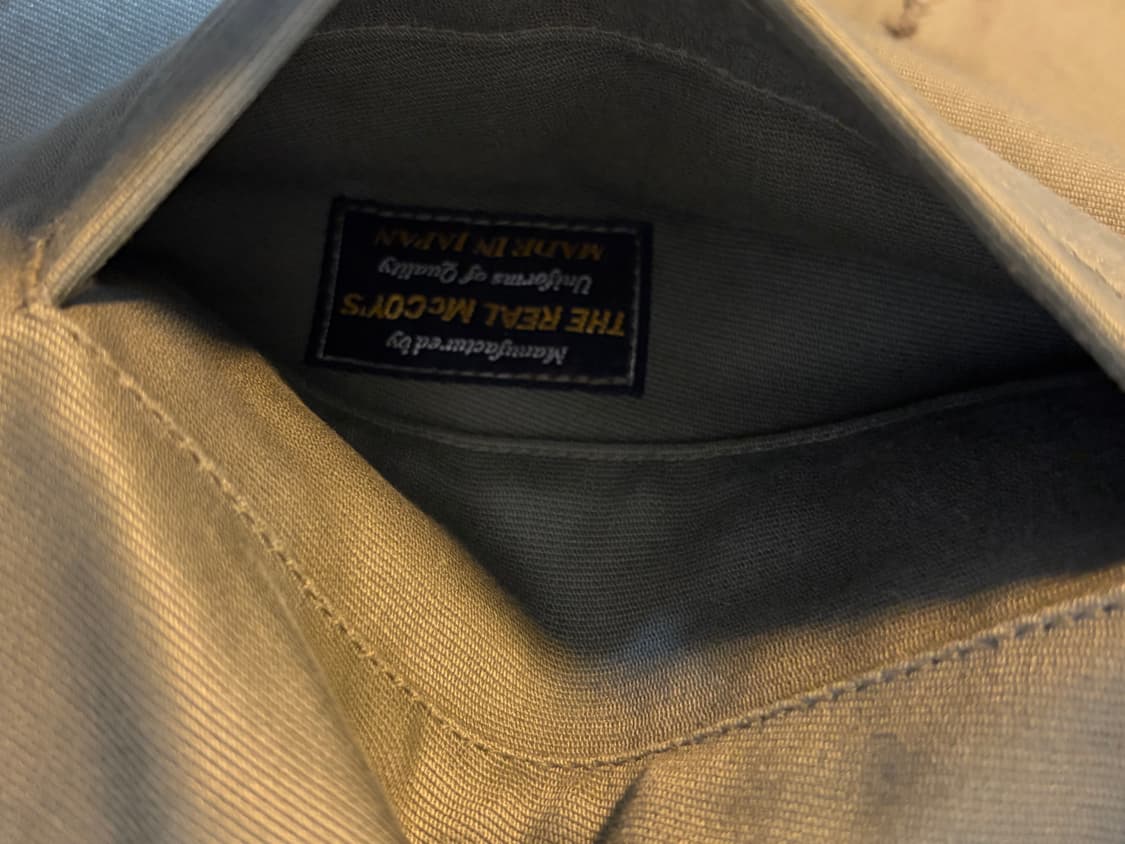 Manufactured by
THE REAL McCOY'S
Uniforms of Quality
MADE IN JAPAN